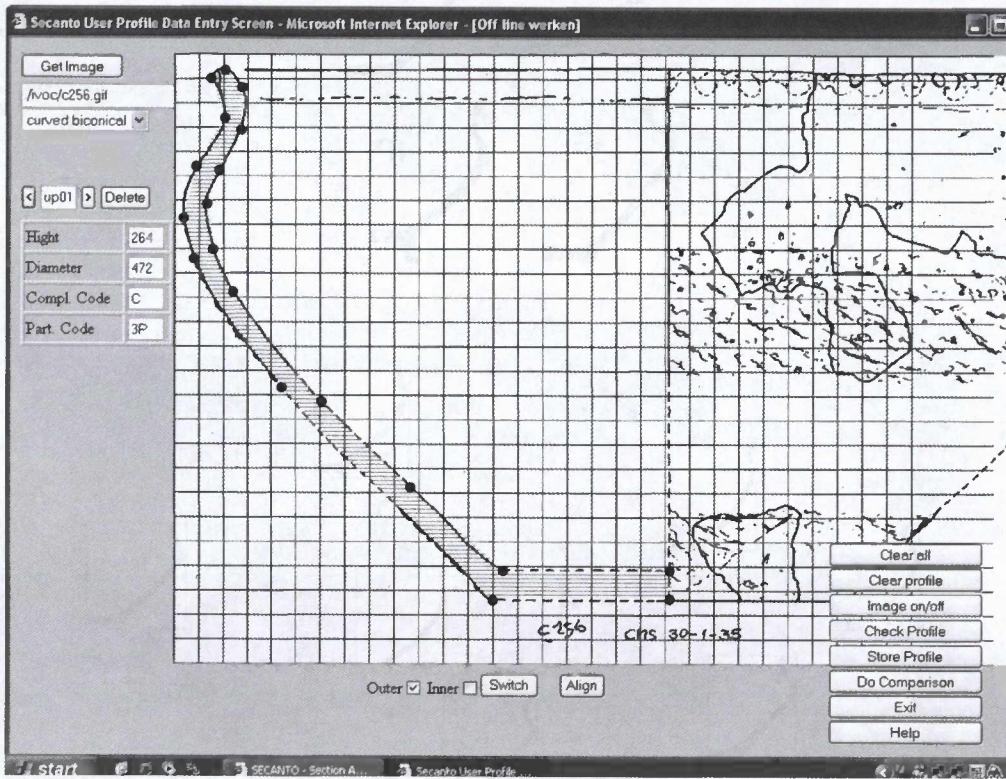 Secanto User Profile Data Entry Screen - Microsoft Internet Explorer - [Off line werken]
Get Image
/ivoc/c256.gif
curved biconical
< up01 > Delete
Hight 264
Diameter 472
Compl. Code C
Part. Code 3P
C256 CMS 30-1-35
Clear all
Clear profile
Image on/off
Check Profile
Store Profile
Do Comparison
Exit
Help
Outer Inner Switch Align
start SECANTO - Section A... Secanto User Profile...